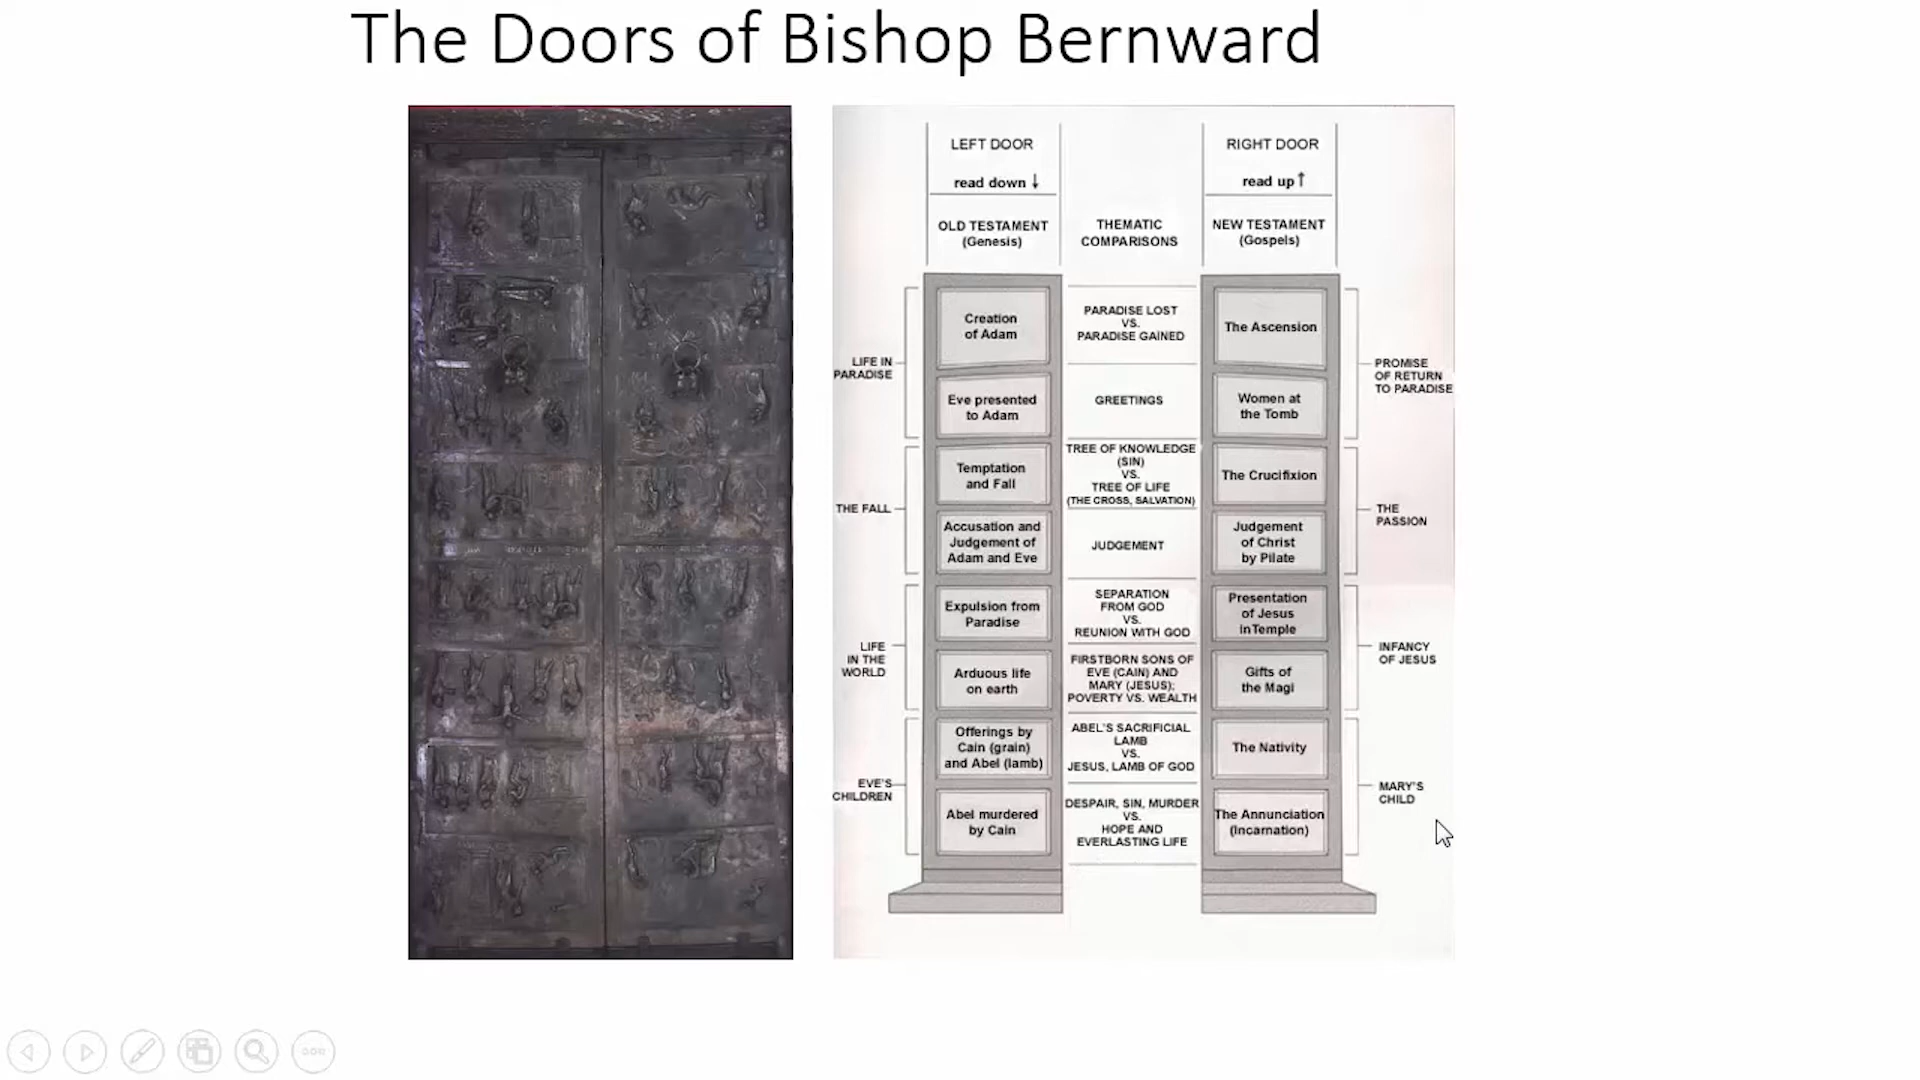 The Doors of Bishop Bernward
LEFT DOOR
read down ↓
OLD TESTAMENT
(Genesis)
THEMATIC
COMPARISONS
RIGHT DOOR
read up ↑
NEW TESTAMENT
(Gospels)
LIFE IN
PARADISE
Creation
of Adam
PARADISE LOST
VS.
PARADISE GAINED
The Ascension
PROMISE
OF RETURN
TO PARADISE
Eve presented
to Adam
GREETINGS
Women at
the Tomb
THE FALL
Temptation
and Fall
TREE OF KNOWLEDGE
(SIN)
VS.
TREE OF LIFE
(THE CROSS, SALVATION)
The Crucifixion
THE
PASSION
Accusation and
Judgement of
Adam and Eve
JUDGEMENT
Judgement
of Christ
by Pilate
LIFE
IN THE
WORLD
Expulsion from
Paradise
SEPARATION
FROM GOD
VS.
REUNION WITH GOD
Presentation
of Jesus
in Temple
INFANCY
OF JESUS
Arduous life
on earth
FIRSTBORN SONS OF
EVE (CAIN) AND
MARY (JESUS);
POVERTY VS. WEALTH
Gifts of
the Magi
EVE'S
CHILDREN
Offerings by
Cain (grain)
and Abel (lamb)
ABEL'S SACRIFICIAL
LAMB
VS.
JESUS, LAMB OF GOD
The Nativity
MARY'S
CHILD
Abel murdered
by Cain
DESPAIR, SIN, MURDER
VS.
HOPE AND
EVERLASTING LIFE
The Annunciation
(Incarnation)